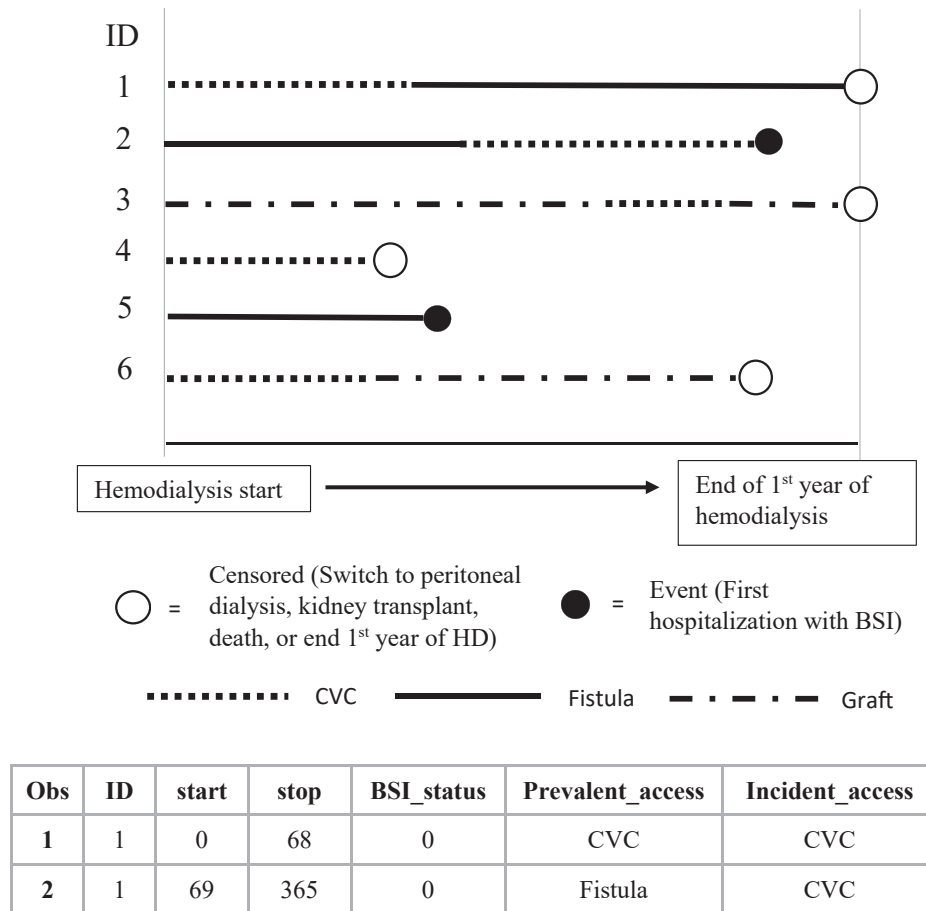 ID
1
2
3
4
5
6
Hemodialysis start
End of 1st year of
hemodialysis
= Censored (Switch to peritoneal
dialysis, kidney transplant,
death, or end 1st year of HD)
= Event (First
hospitalization with BSI)
CVC Fistula Graft
Obs ID start stop BSI_status Prevalent_access Incident_access
1 1 0 68 0 CVC CVC
2 1 69 365 0 Fistula CVC